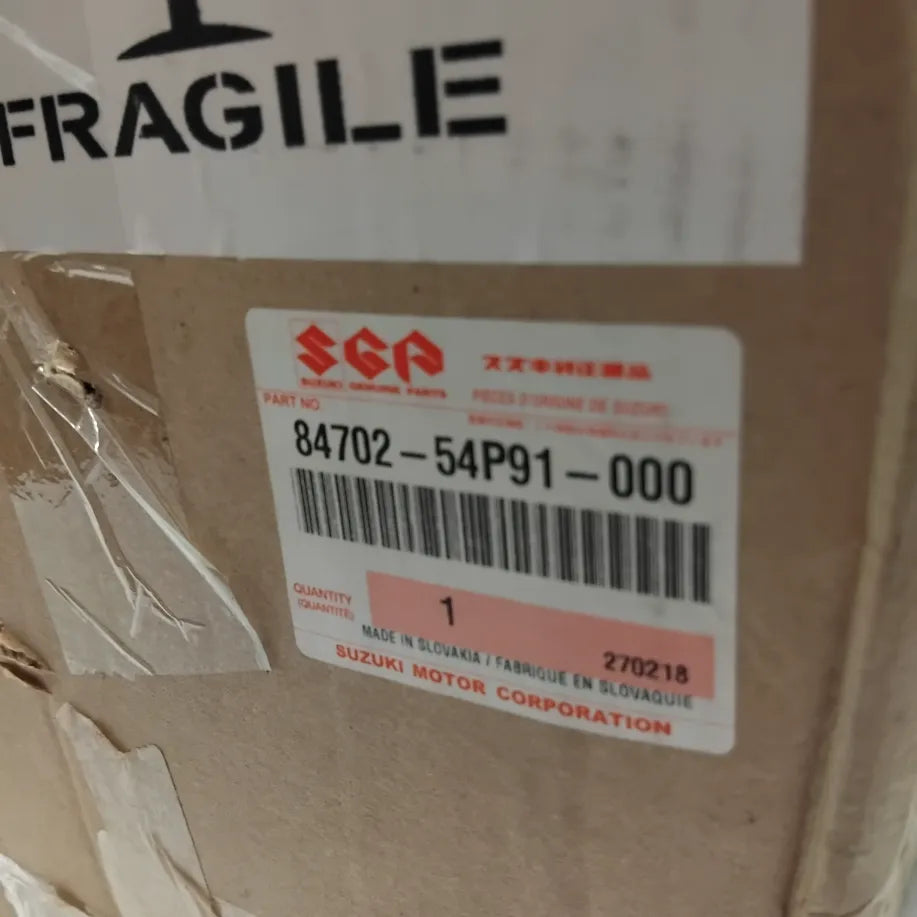 FRAGILE
SGP
SUZUKI GENUINE PARTS
スズキ純正部品
PIECES D'ORIGINE DE SUZUKI
PART NO.
84702-54P91-000
QUANTITY
(QUANTITÉ)
1
270218
MADE IN SLOVAKIA / FABRIQUE EN SLOVAQUIE
SUZUKI MOTOR CORPORATION